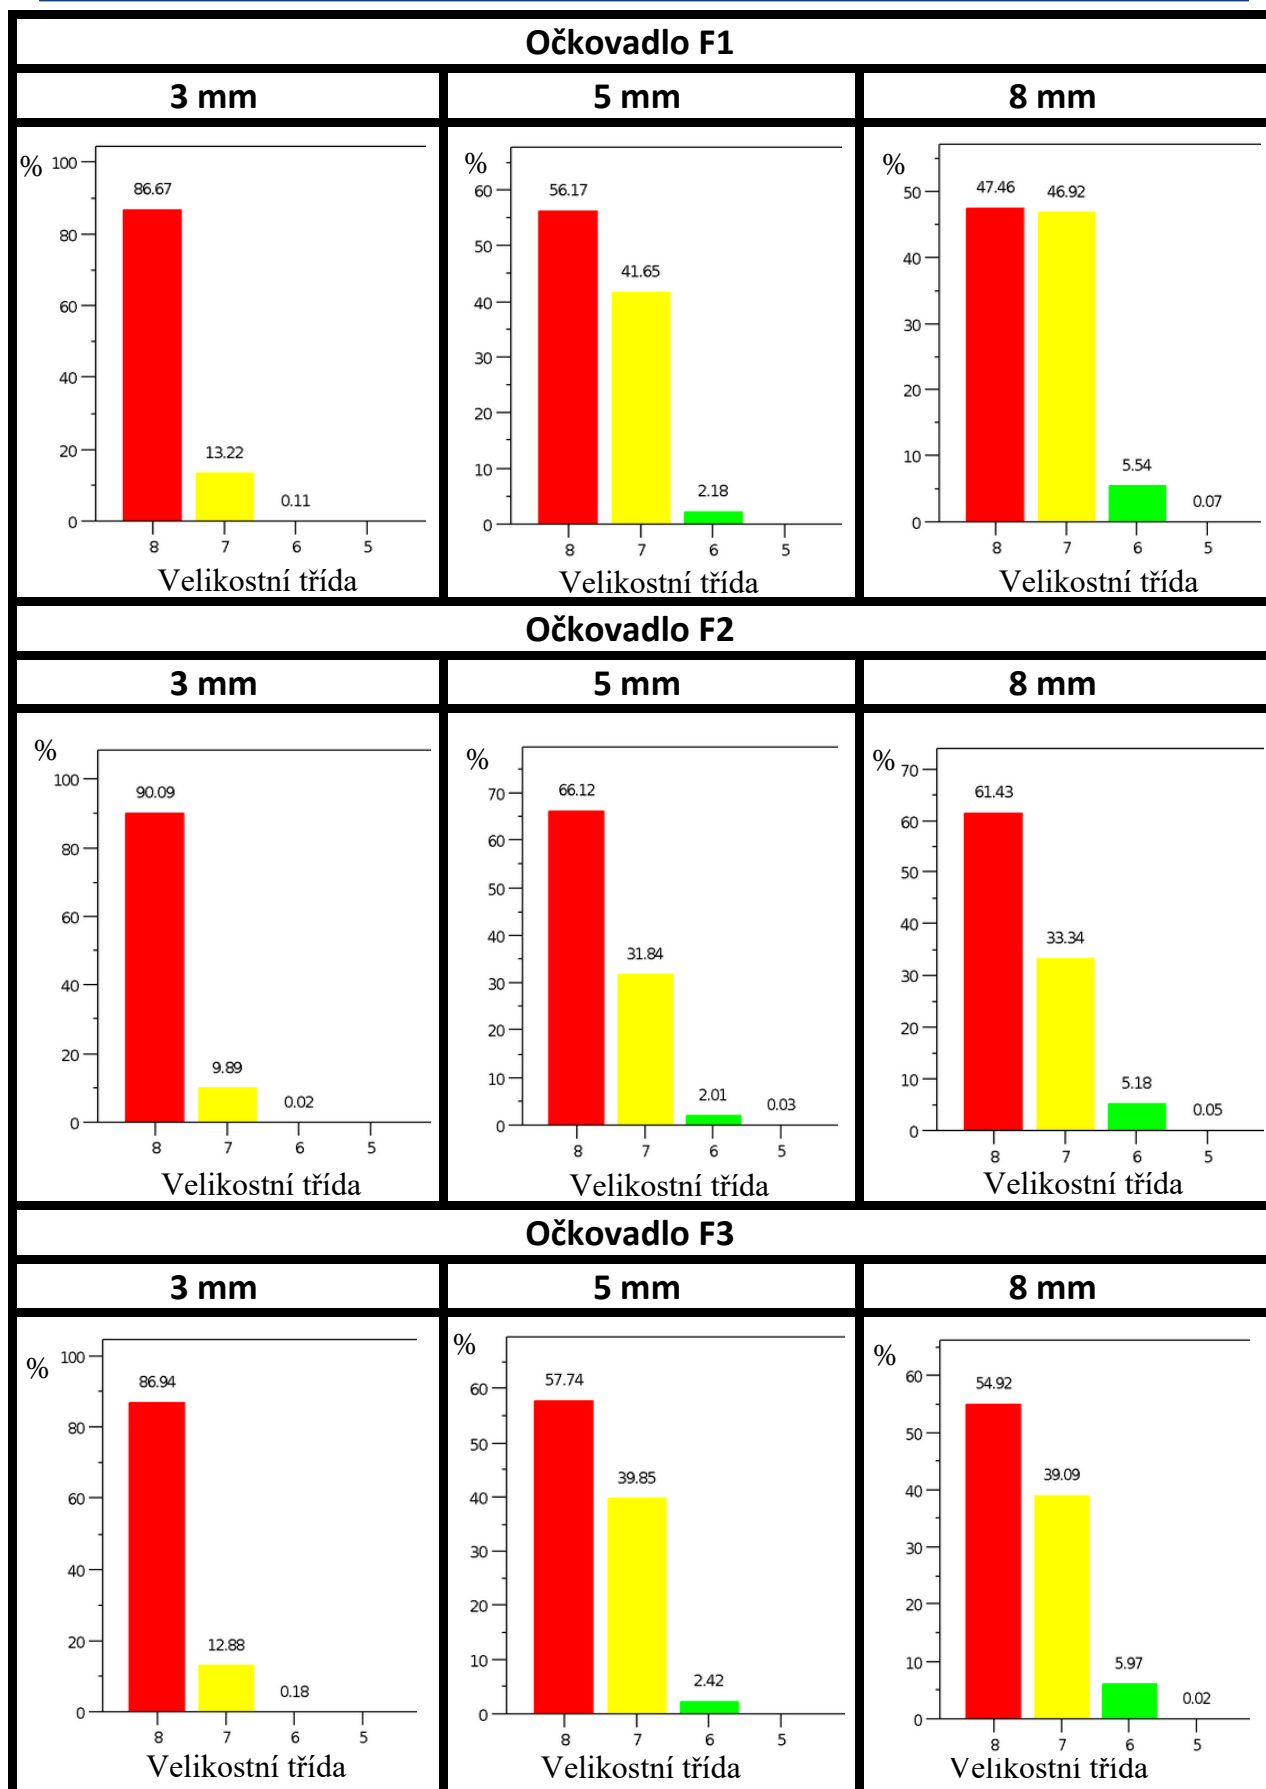 Očkovadlo F1
3 mm 5 mm 8 mm
% 100 80 60 40 20 0
86.67 13.22 0.11
8 7 6 5
Velikostní třída
% 60 50 40 30 20 10 0
56.17 41.65 2.18
8 7 6 5
Velikostní třída
% 50 40 30 20 10 0
47.46 46.92 5.54 0.07
8 7 6 5
Velikostní třída
Očkovadlo F2
3 mm 5 mm 8 mm
% 100 80 60 40 20 0
90.09 9.89 0.02
8 7 6 5
Velikostní třída
% 70 60 50 40 30 20 10 0
66.12 31.84 2.01 0.03
8 7 6 5
Velikostní třída
% 70 60 50 40 30 20 10 0
61.43 33.34 5.18 0.05
8 7 6 5
Velikostní třída
Očkovadlo F3
3 mm 5 mm 8 mm
% 100 80 60 40 20 0
86.94 12.88 0.18
8 7 6 5
Velikostní třída
% 60 50 40 30 20 10 0
57.74 39.85 2.42
8 7 6 5
Velikostní třída
% 60 50 40 30 20 10 0
54.92 39.09 5.97 0.02
8 7 6 5
Velikostní třída